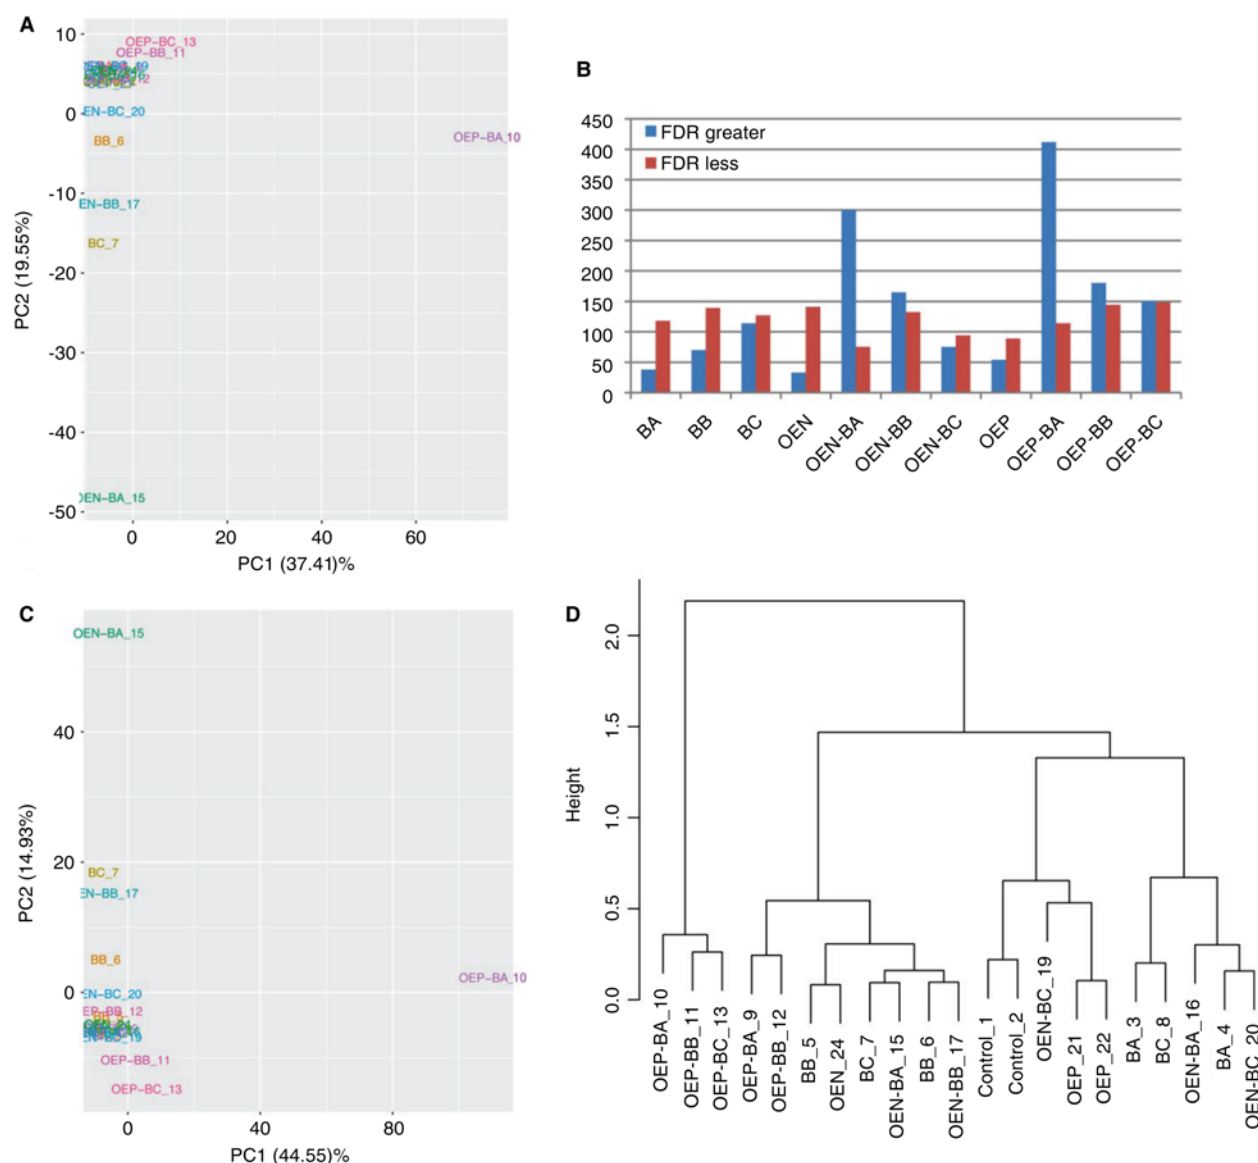 A
10
0
-10
-20
-30
-40
-50
PC2 (19.55%)
OEP-BC_13
OEP-BB_11
EN-BC_20
BB_6
OEP-BA_10
EN-BB_17
BC_7
OEN-BA_15
0 20 40 60
PC1 (37.41)%
B
450
400
350
300
250
200
150
100
50
0
FDR greater
FDR less
BA BB BC OEN OEN-BA OEN-BB OEN-BC OEP OEP-BA OEP-BB OEP-BC
C
40
20
0
PC2 (14.93%)
OEN-BA_15
BC_7
EN-BB_17
BB_6
OEP-BA_10
EN-BC_20
EP-BB_12
OEP-BB_11
OEP-BC_13
0 40 80
PC1 (44.55)%
D
Height
2.0
1.5
1.0
0.5
0.0
OEP-BA_10
OEP-BB_11
OEP-BC_13
OEP-BA_9
OEP-BB_12
BB_5
OEN_24
BC_7
OEN-BA_15
BB_6
OEN-BB_17
Control_1
Control_2
OEN-BC_19
OEP_21
OEP_22
BA_3
BC_8
OEN-BA_16
BA_4
OEN-BC_20